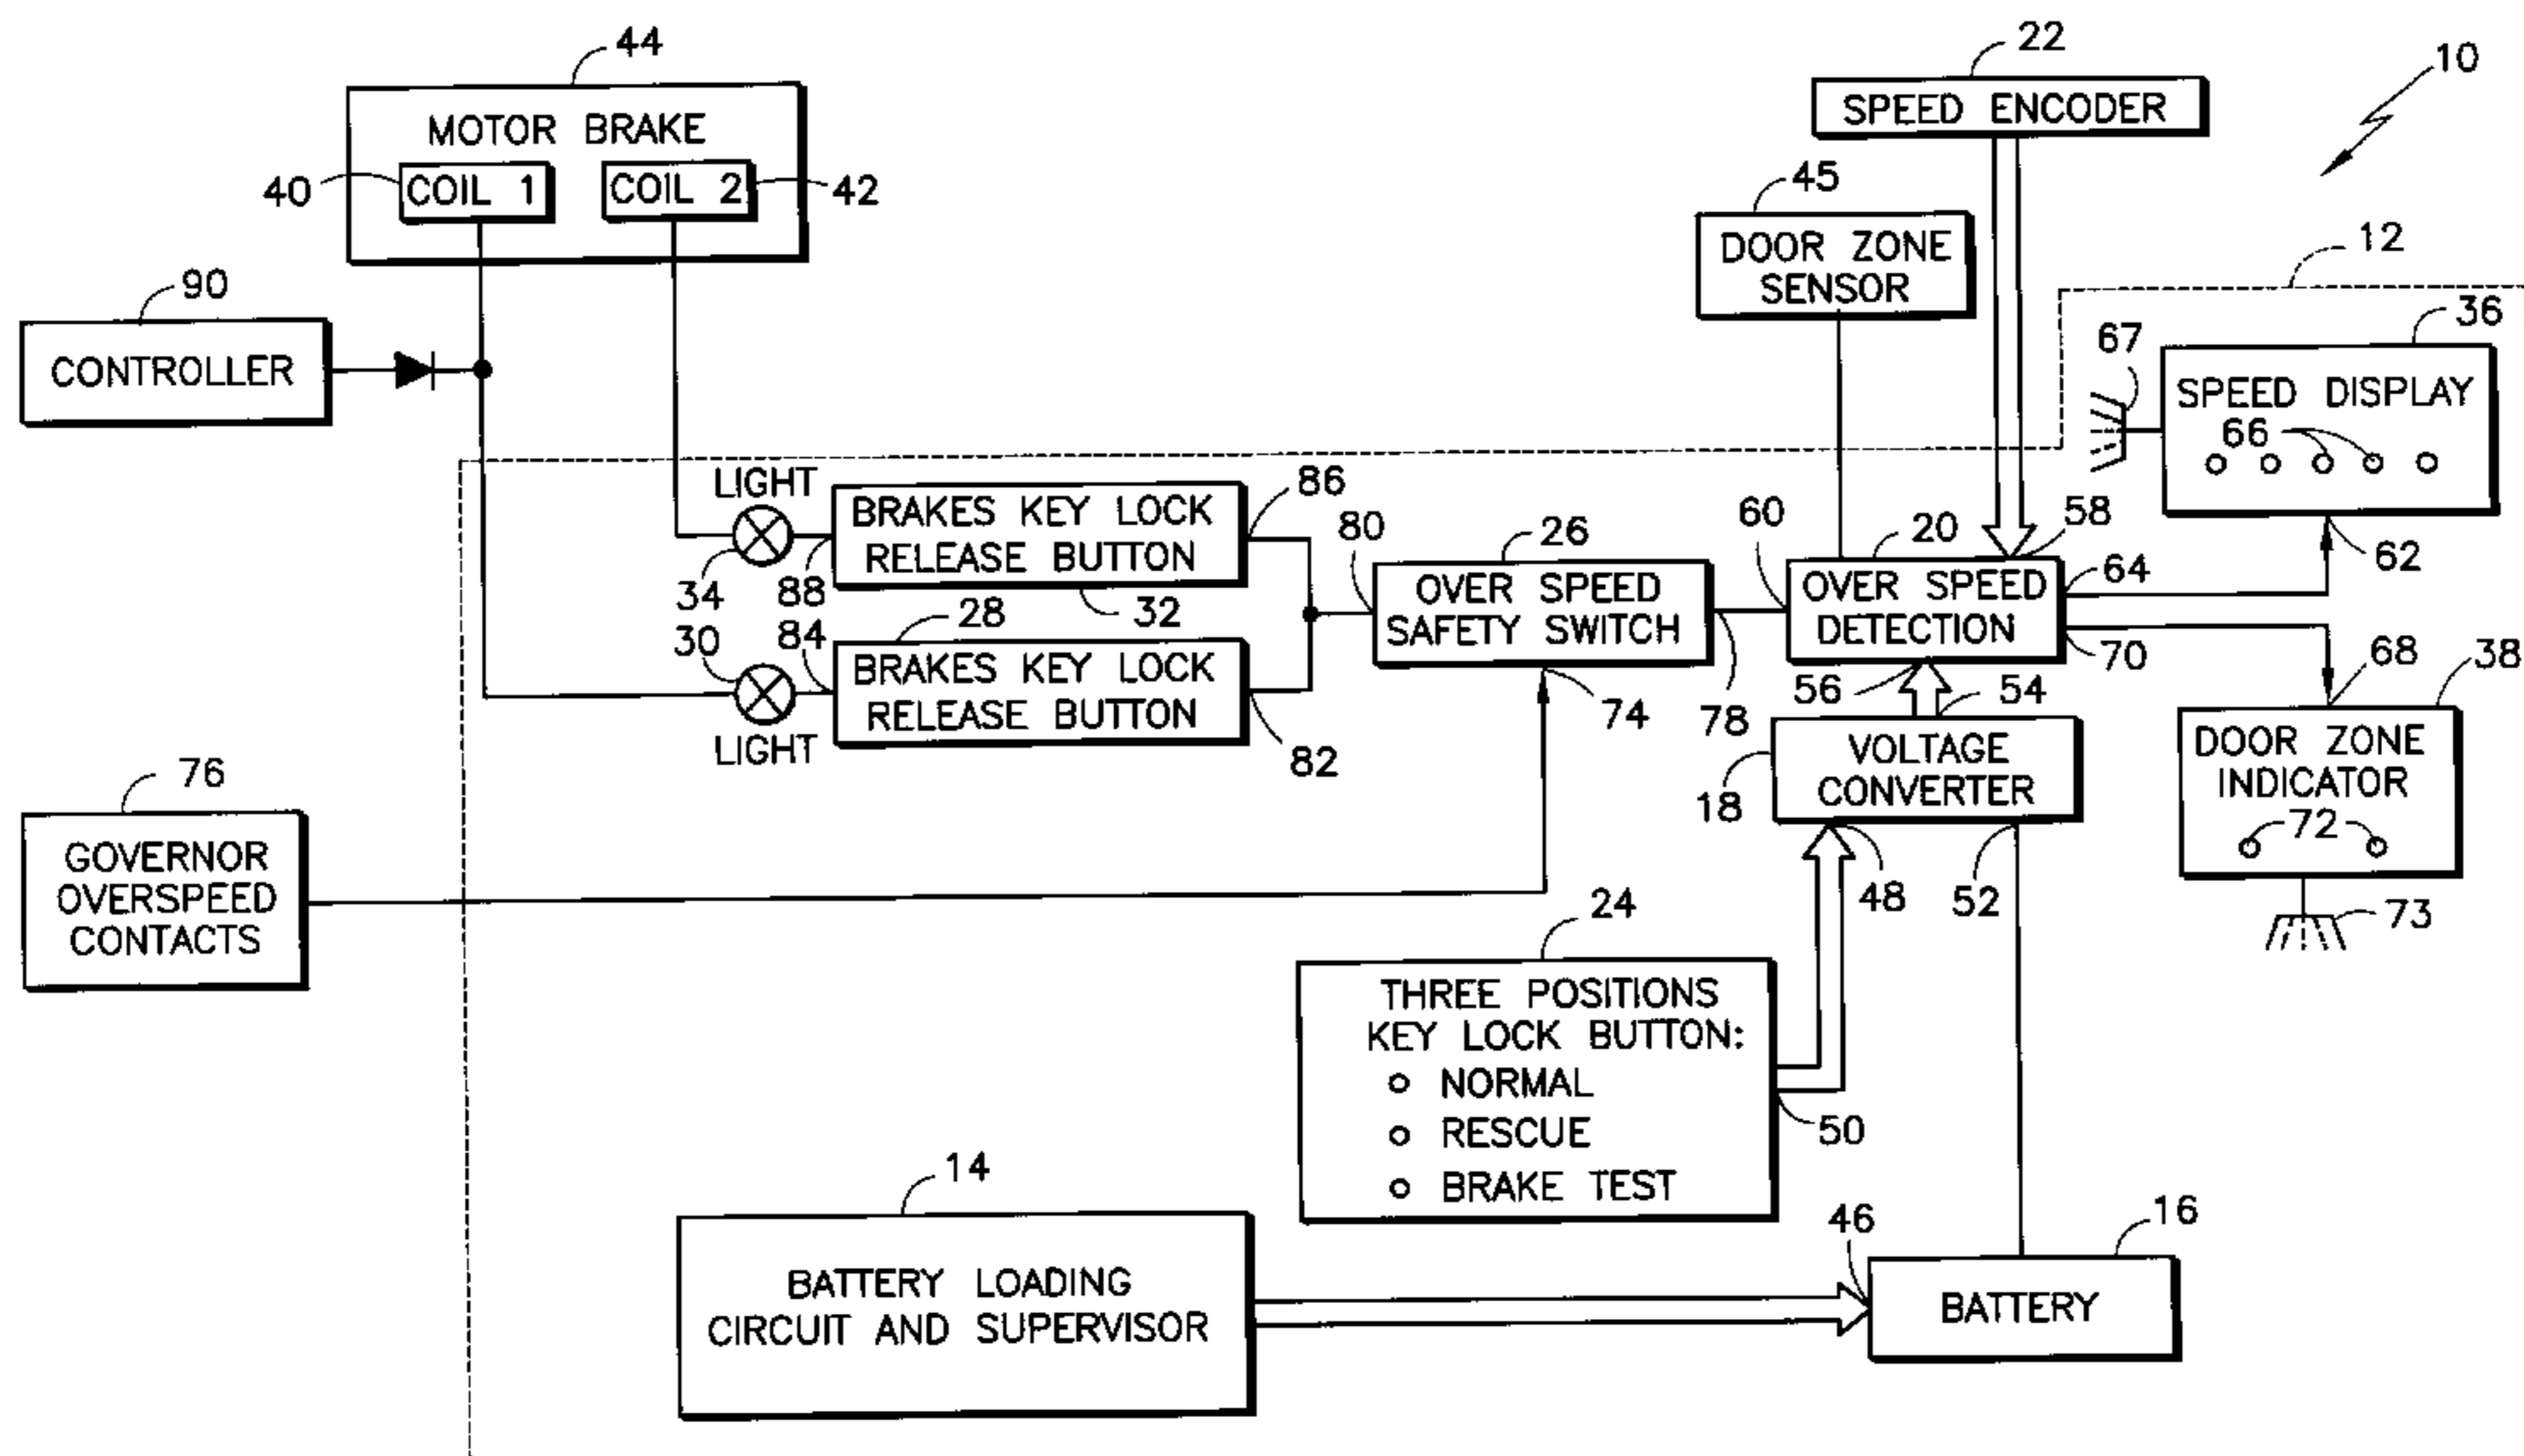 44
MOTOR BRAKE
40
COIL 1
COIL 2
42
22
SPEED ENCODER
10
45
DOOR ZONE
SENSOR
12
90
CONTROLLER
36
67
SPEED DISPLAY
66
62
LIGHT
34
88
BRAKES KEY LOCK
RELEASE BUTTON
86
32
28
30
84
BRAKES KEY LOCK
RELEASE BUTTON
82
LIGHT
80
26
OVER SPEED
SAFETY SWITCH
74
78
60
20
58
OVER SPEED
DETECTION
64
70
56
54
68
38
VOLTAGE
CONVERTER
18
48
52
DOOR ZONE
INDICATOR
72
73
76
GOVERNOR
OVERSPEED
CONTACTS
24
THREE POSITIONS
KEY LOCK BUTTON:
NORMAL
RESCUE
BRAKE TEST
50
14
BATTERY LOADING
CIRCUIT AND SUPERVISOR
46
16
BATTERY